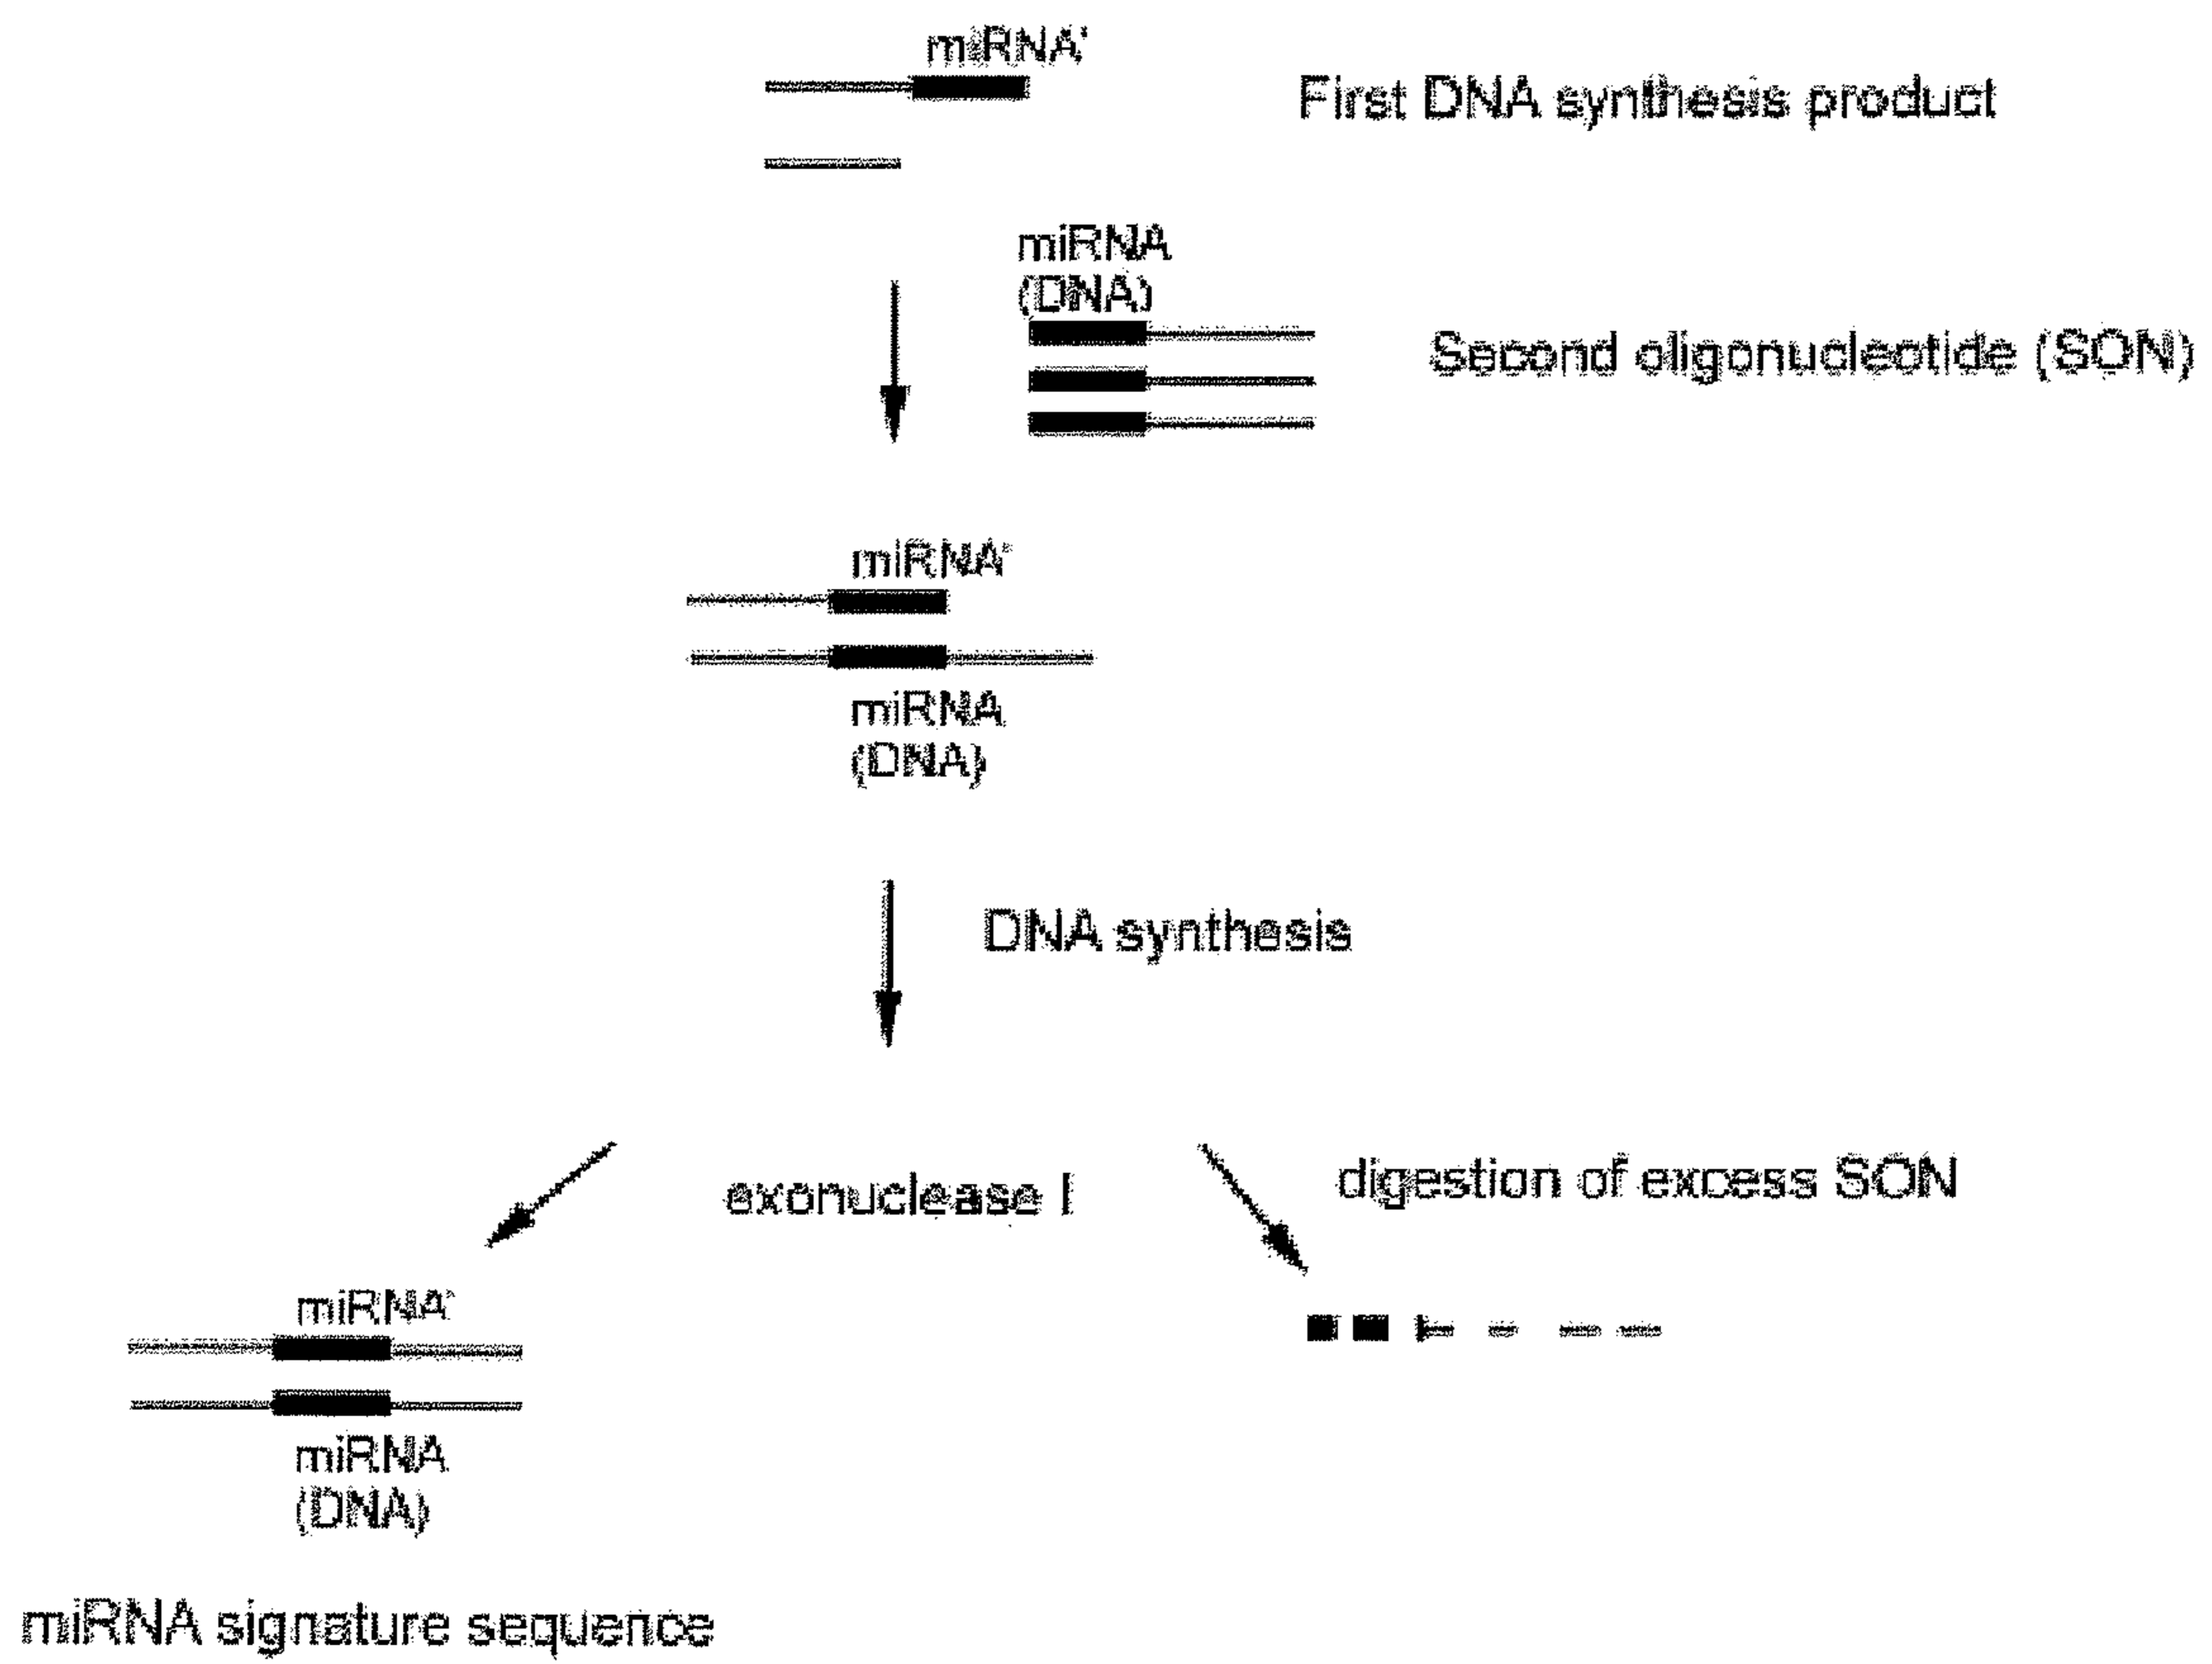 miRNA'
First DNA synthesis product
miRNA
(DNA)
Second oligonucleotide (SON)
miRNA'
miRNA
(DNA)
DNA synthesis
exonuclease I
digestion of excess SON
miRNA'
miRNA
(DNA)
miRNA signature sequence